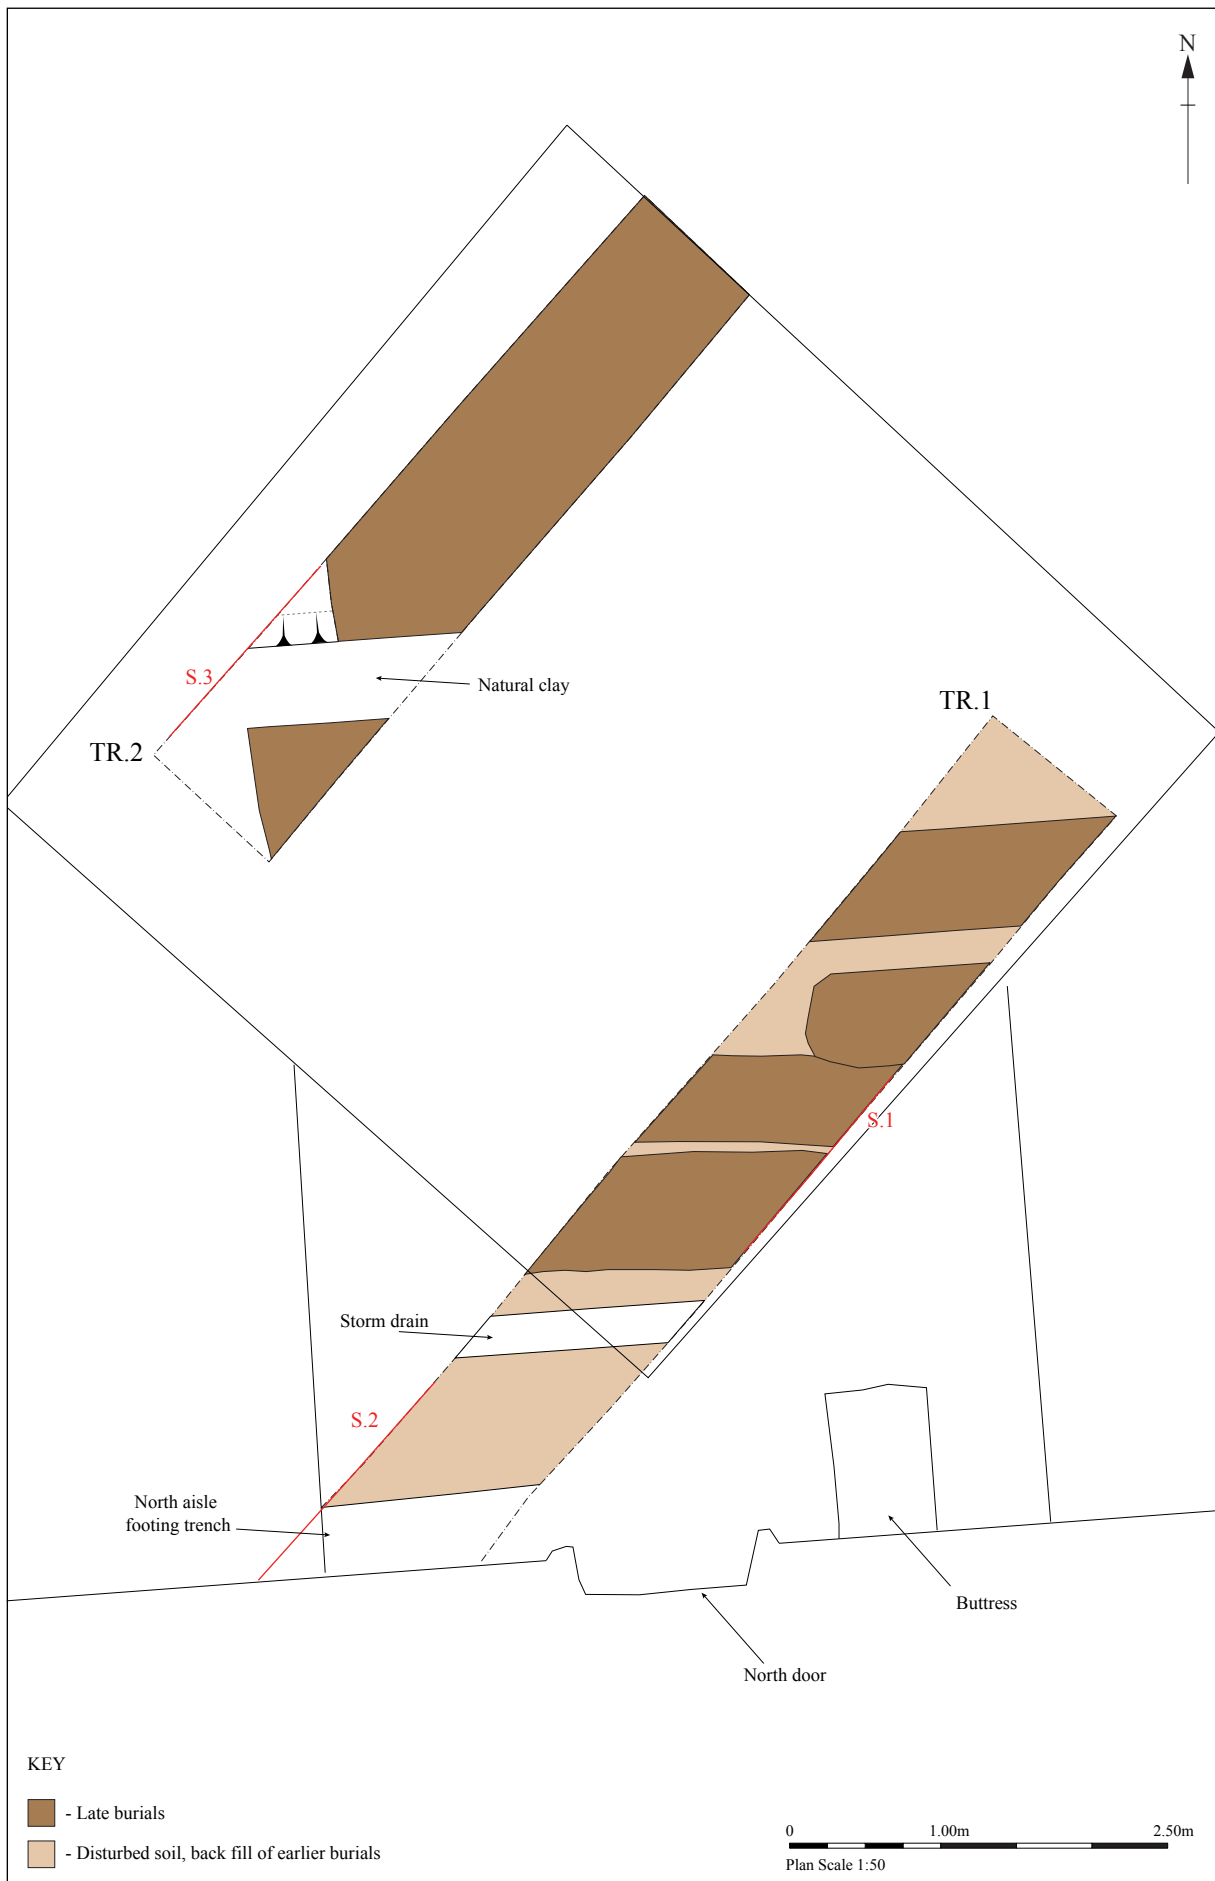 N
TR.1
S.3
Natural clay
TR.2
S.1
Storm drain
S.2
North aisle
footing trench
Buttress
North door
KEY
- Late burials
- Disturbed soil, back fill of earlier burials
0 1.00m 2.50m
Plan Scale 1:50